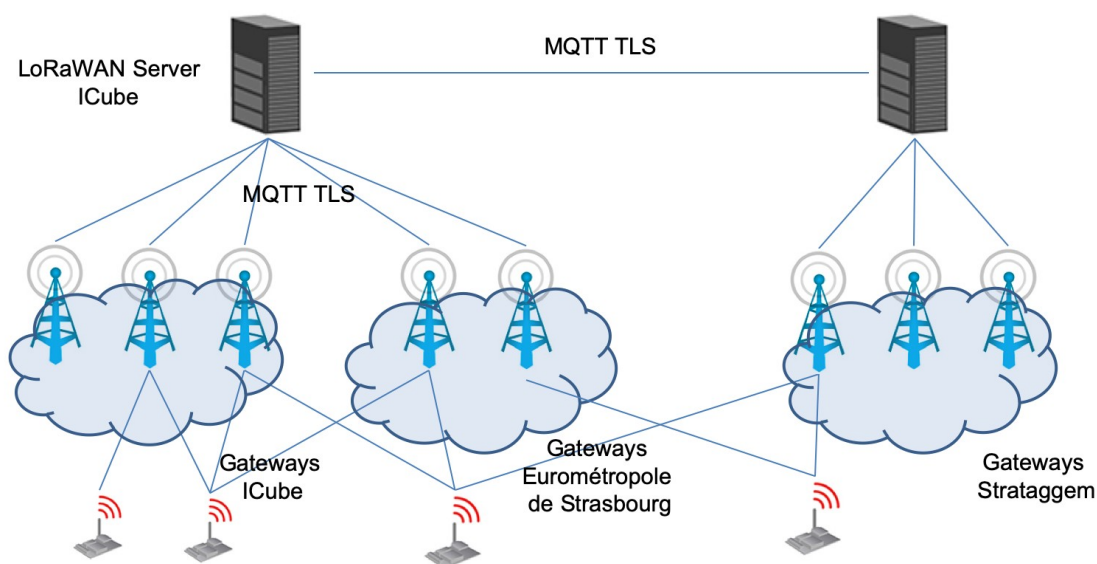 MQTT TLS
LoRaWAN Server
ICube
MQTT TLS
Gateways
ICube
Gateways
Eurométropole
de Strasbourg
Gateways
Strataggem